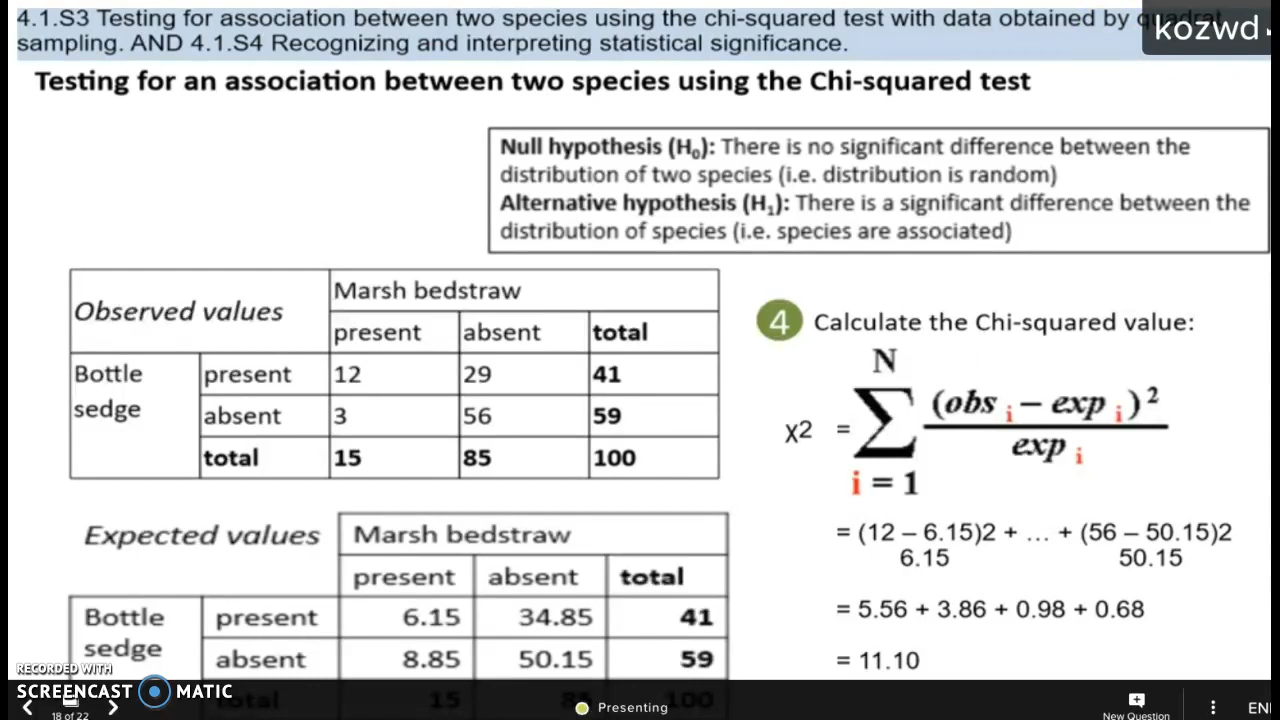 4.1.S3 Testing for association between two species using the chi-squared test with data obtained by quadrat
sampling. AND 4.1.S4 Recognizing and interpreting statistical significance.
kozwd
Testing for an association between two species using the Chi-squared test
Null hypothesis (H0): There is no significant difference between the
distribution of two species (i.e. distribution is random)
Alternative hypothesis (H1): There is a significant difference between the
distribution of species (i.e. species are associated)
Observed values
Marsh bedstraw
present absent total
Bottle sedge
present 12 29 41
absent 3 56 59
total 15 85 100
4 Calculate the Chi-squared value:
χ2 = N Σ i = 1 (obs i – exp i)2
exp i
= (12 – 6.15)2 + … + (56 – 50.15)2
6.15 50.15
= 5.56 + 3.86 + 0.98 + 0.68
= 11.10
Expected values
Marsh bedstraw
present absent total
Bottle sedge
present 6.15 34.85 41
absent 8.85 50.15 59
total 15 85 100
RECORDED WITH
SCREENCAST MATIC
18 of 22
Presenting
New Question